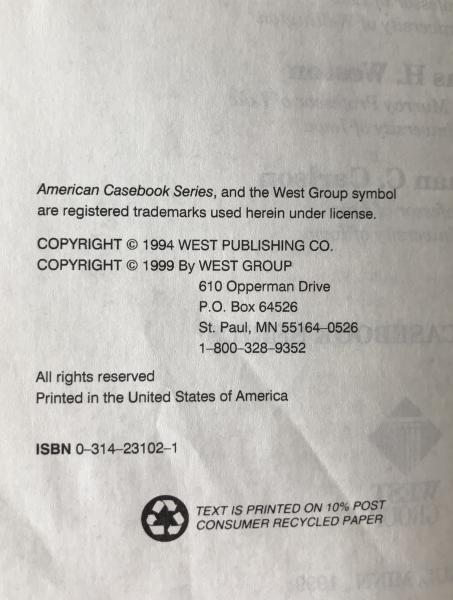 American Casebook Series, and the West Group symbol
are registered trademarks used herein under license.
COPYRIGHT © 1994 WEST PUBLISHING CO.
COPYRIGHT © 1999 By WEST GROUP
610 Opperman Drive
P.O. Box 64526
St. Paul, MN 55164–0526
1–800–328–9352
All rights reserved
Printed in the United States of America
ISBN 0–314–23102–1
TEXT IS PRINTED ON 10% POST
CONSUMER RECYCLED PAPER